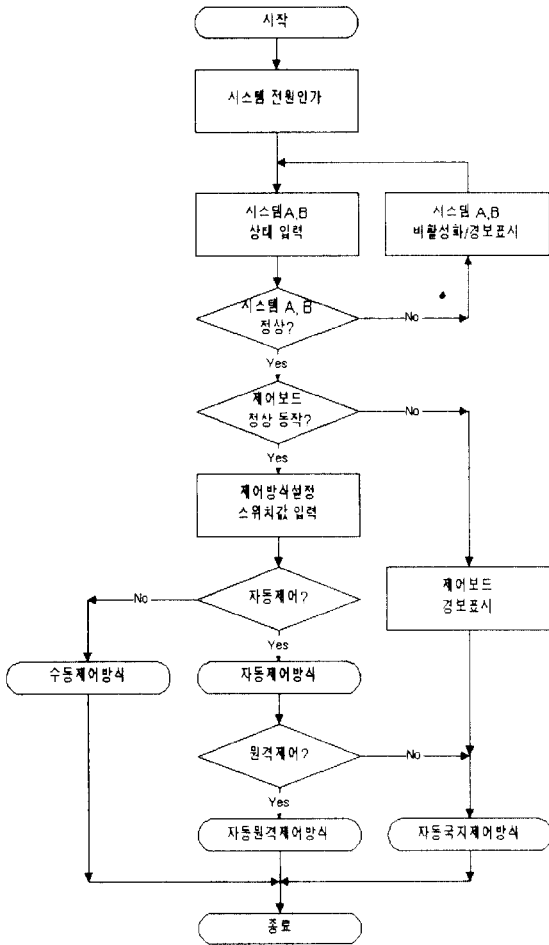 시작
시스템 전원인가
시스템 A,B
상태 입력
시스템 A,B
비활성화/경보표시
시스템 A, B
정상?
No
Yes
제어보드
정상 동작?
No
Yes
제어방식설정
스위치값 입력
자동제어?
No
제어보드
경보표시
Yes
수동제어방식
자동제어방식
원격제어?
No
Yes
자동원격제어방식
자동국지제어방식
종료